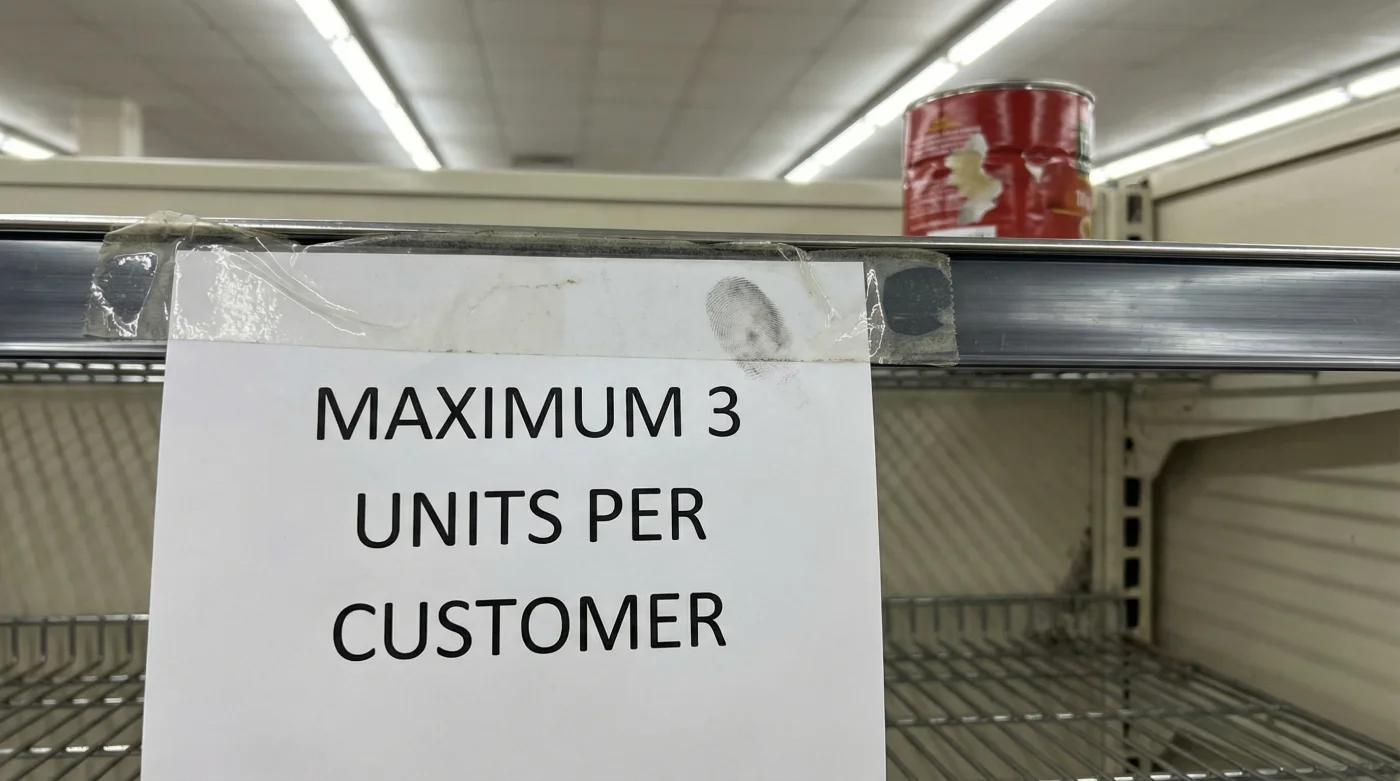 MAXIMUM 3
UNITS PER
CUSTOMER